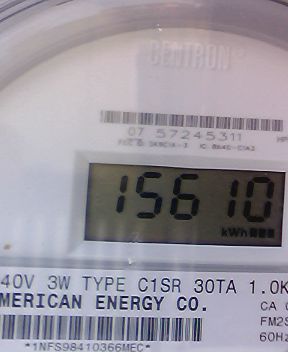 CENTRON®
07 57245311
15610
kWh
40V 3W TYPE C1SR 30TA 1.0K
MERICAN ENERGY CO. CA
FM2S
60Hz
*1NFS98410366MEC*